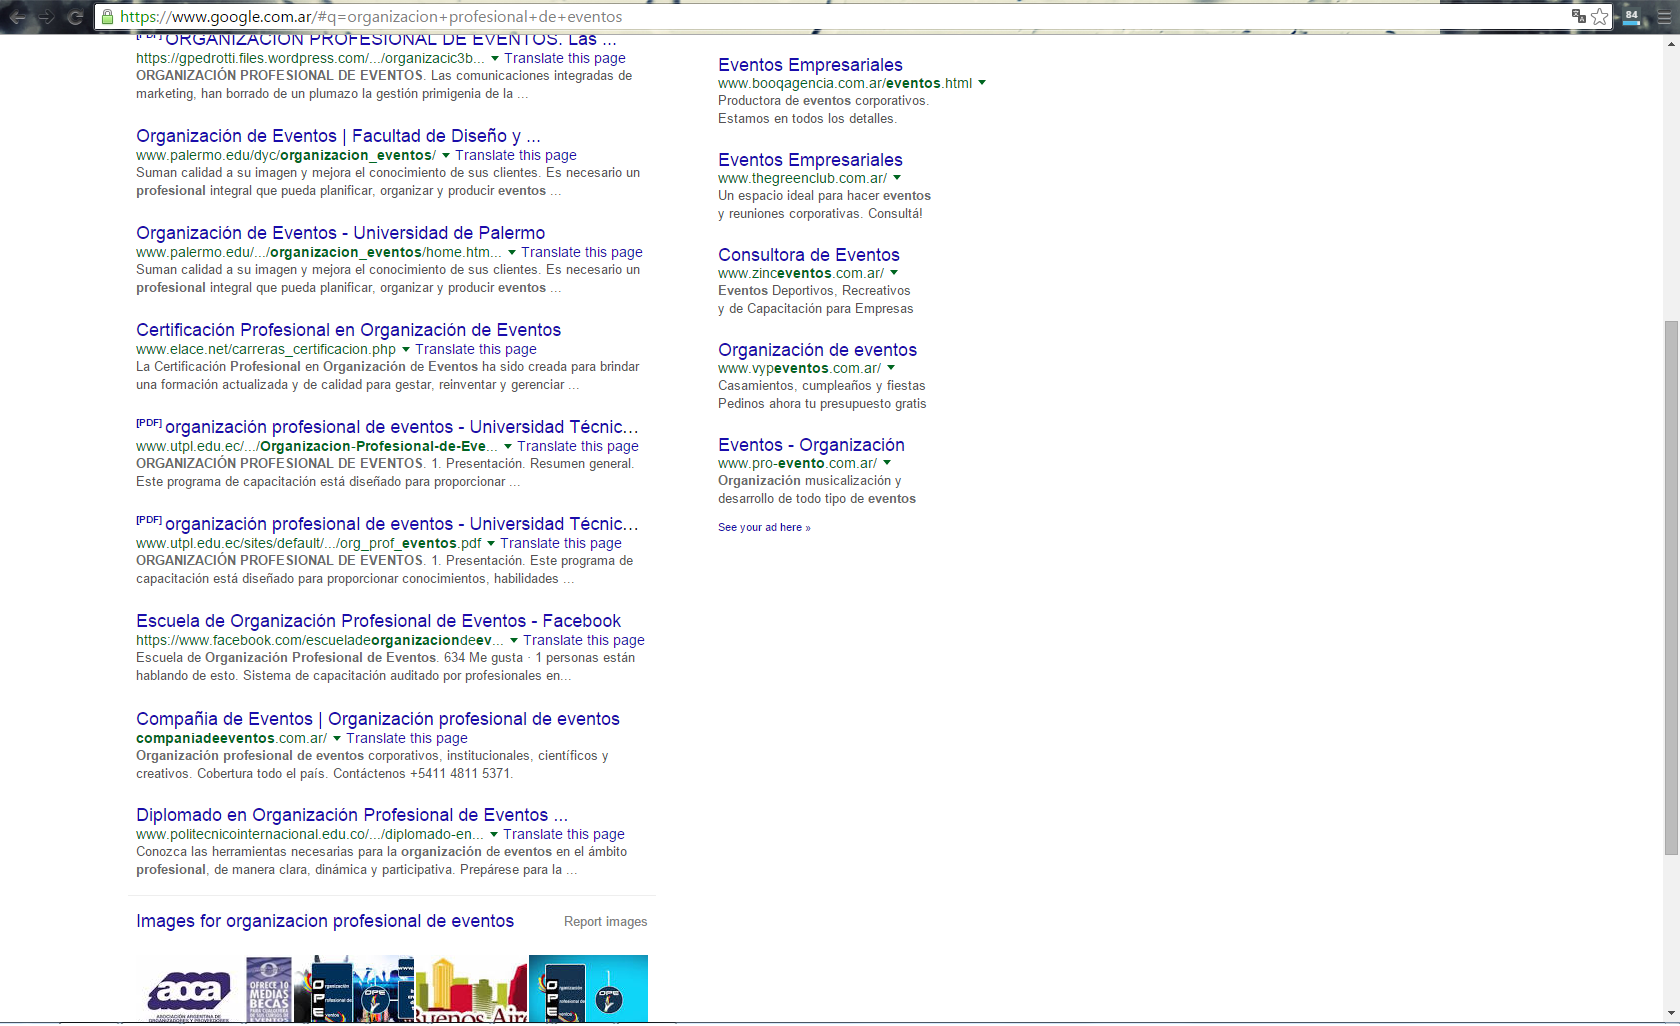 https://www.google.com.ar/#q=organizacion+profesional+de+eventos
84
[PDF] ORGANIZACIÓN PROFESIONAL DE EVENTOS. Las ...
https://gpedrotti.files.wordpress.com/.../organizacic3b... Translate this page
ORGANIZACIÓN PROFESIONAL DE EVENTOS. Las comunicaciones integradas de
marketing, han borrado de un plumazo la gestión primigenia de la ...
Organización de Eventos | Facultad de Diseño y ...
www.palermo.edu/dyc/organizacion_eventos/ Translate this page
Suman calidad a su imagen y mejora el conocimiento de sus clientes. Es necesario un
profesional integral que pueda planificar, organizar y producir eventos ...
Organización de Eventos - Universidad de Palermo
www.palermo.edu/.../organizacion_eventos/home.htm... Translate this page
Suman calidad a su imagen y mejora el conocimiento de sus clientes. Es necesario un
profesional integral que pueda planificar, organizar y producir eventos ...
Certificación Profesional en Organización de Eventos
www.elace.net/carreras_certificacion.php Translate this page
La Certificación Profesional en Organización de Eventos ha sido creada para brindar
una formación actualizada y de calidad para gestar, reinventar y gerenciar ...
[PDF] organización profesional de eventos - Universidad Técnic...
www.utpl.edu.ec/.../Organizacion-Profesional-de-Eve... Translate this page
ORGANIZACIÓN PROFESIONAL DE EVENTOS. 1. Presentación. Resumen general.
Este programa de capacitación está diseñado para proporcionar ...
[PDF] organización profesional de eventos - Universidad Técnic...
www.utpl.edu.ec/sites/default/.../org_prof_eventos.pdf Translate this page
ORGANIZACIÓN PROFESIONAL DE EVENTOS. 1. Presentación. Este programa de
capacitación está diseñado para proporcionar conocimientos, habilidades ...
Escuela de Organización Profesional de Eventos - Facebook
https://www.facebook.com/escueladeorganizaciondeev... Translate this page
Escuela de Organización Profesional de Eventos. 634 Me gusta · 1 personas están
hablando de esto. Sistema de capacitación auditado por profesionales en...
Compañia de Eventos | Organización profesional de eventos
companiadeeventos.com.ar/ Translate this page
Organización profesional de eventos corporativos, institucionales, científicos y
creativos. Cobertura todo el país. Contáctenos +5411 4811 5371.
Diplomado en Organización Profesional de Eventos ...
www.politecnicointernacional.edu.co/.../diplomado-en... Translate this page
Conozca las herramientas necesarias para la organización de eventos en el ámbito
profesional, de manera clara, dinámica y participativa. Prepárese para la ...
Images for organizacion profesional de eventos
Report images
aoca
ASOCIACIÓN ARGENTINA DE
ORGANIZADORES Y PROVEEDORES
OFRECE 10
MEDIAS
BECAS
OPE
Organización
Profesional de
OPE
Buenos Aire
OPE
Organización
Profesional de
OPE
Eventos Empresariales
www.booqagencia.com.ar/eventos.html
Productora de eventos corporativos.
Estamos en todos los detalles.
Eventos Empresariales
www.thegreenclub.com.ar/
Un espacio ideal para hacer eventos
y reuniones corporativas. Consultá!
Consultora de Eventos
www.zinceventos.com.ar/
Eventos Deportivos, Recreativos
y de Capacitación para Empresas
Organización de eventos
www.vypeventos.com.ar/
Casamientos, cumpleaños y fiestas
Pedinos ahora tu presupuesto gratis
Eventos - Organización
www.pro-evento.com.ar/
Organización musicalización y
desarrollo de todo tipo de eventos
See your ad here »